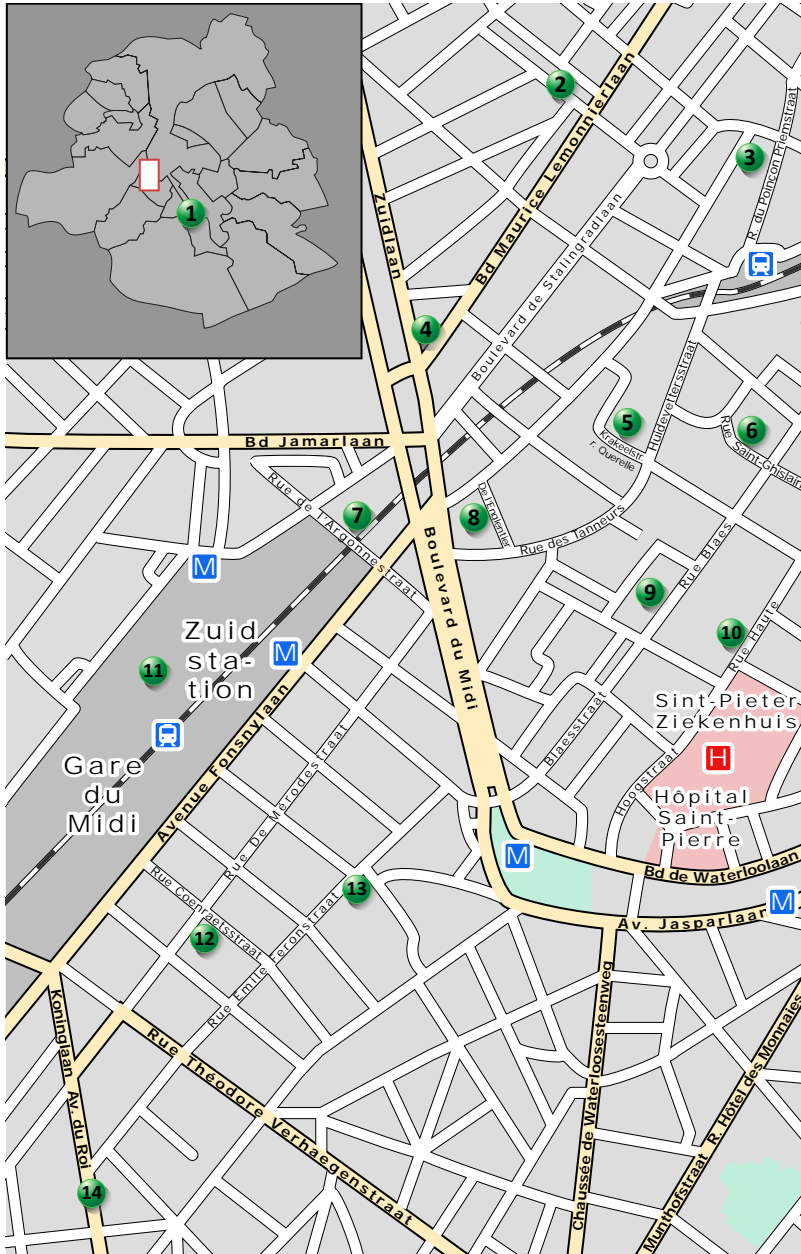 1
2
3
4
5
6
7
8
9
10
11
12
13
14
Zuidlaan
Bd Maurice Lemonnierlaan
R. du Poinçon Priemstraat
Boulevard de Stalingradlaan
Huidevettersstraat
Krakeelstr.
r. Querelle
Rue Saint-Ghislain
Bd Jamarlaan
Rue de l'Argonnestraat
De l'Englentier
Rue des Tanneurs
Boulevard du Midi
Rue Blaes
Rue Haute
M
Zuid
sta-
tion
M
Gare
du
Midi
Avenue Fonsnylaan
Rue De Mérodestraat
Blaesstraat
Hoogstraat
Sint-Pieter
Ziekenhuis
H
Hôpital
Saint-
Pierre
M
Bd de Waterloolaan
M
Av. Jasparlaan
Rue Coenraetsstraat
Rue Emile Feronstraat
Koninglaan Av. du Roi
Rue Théodore Verhaegenstraat
Chaussée de Waterloosesteenweg
Munthofstraat R. Hôtel des Monnaies